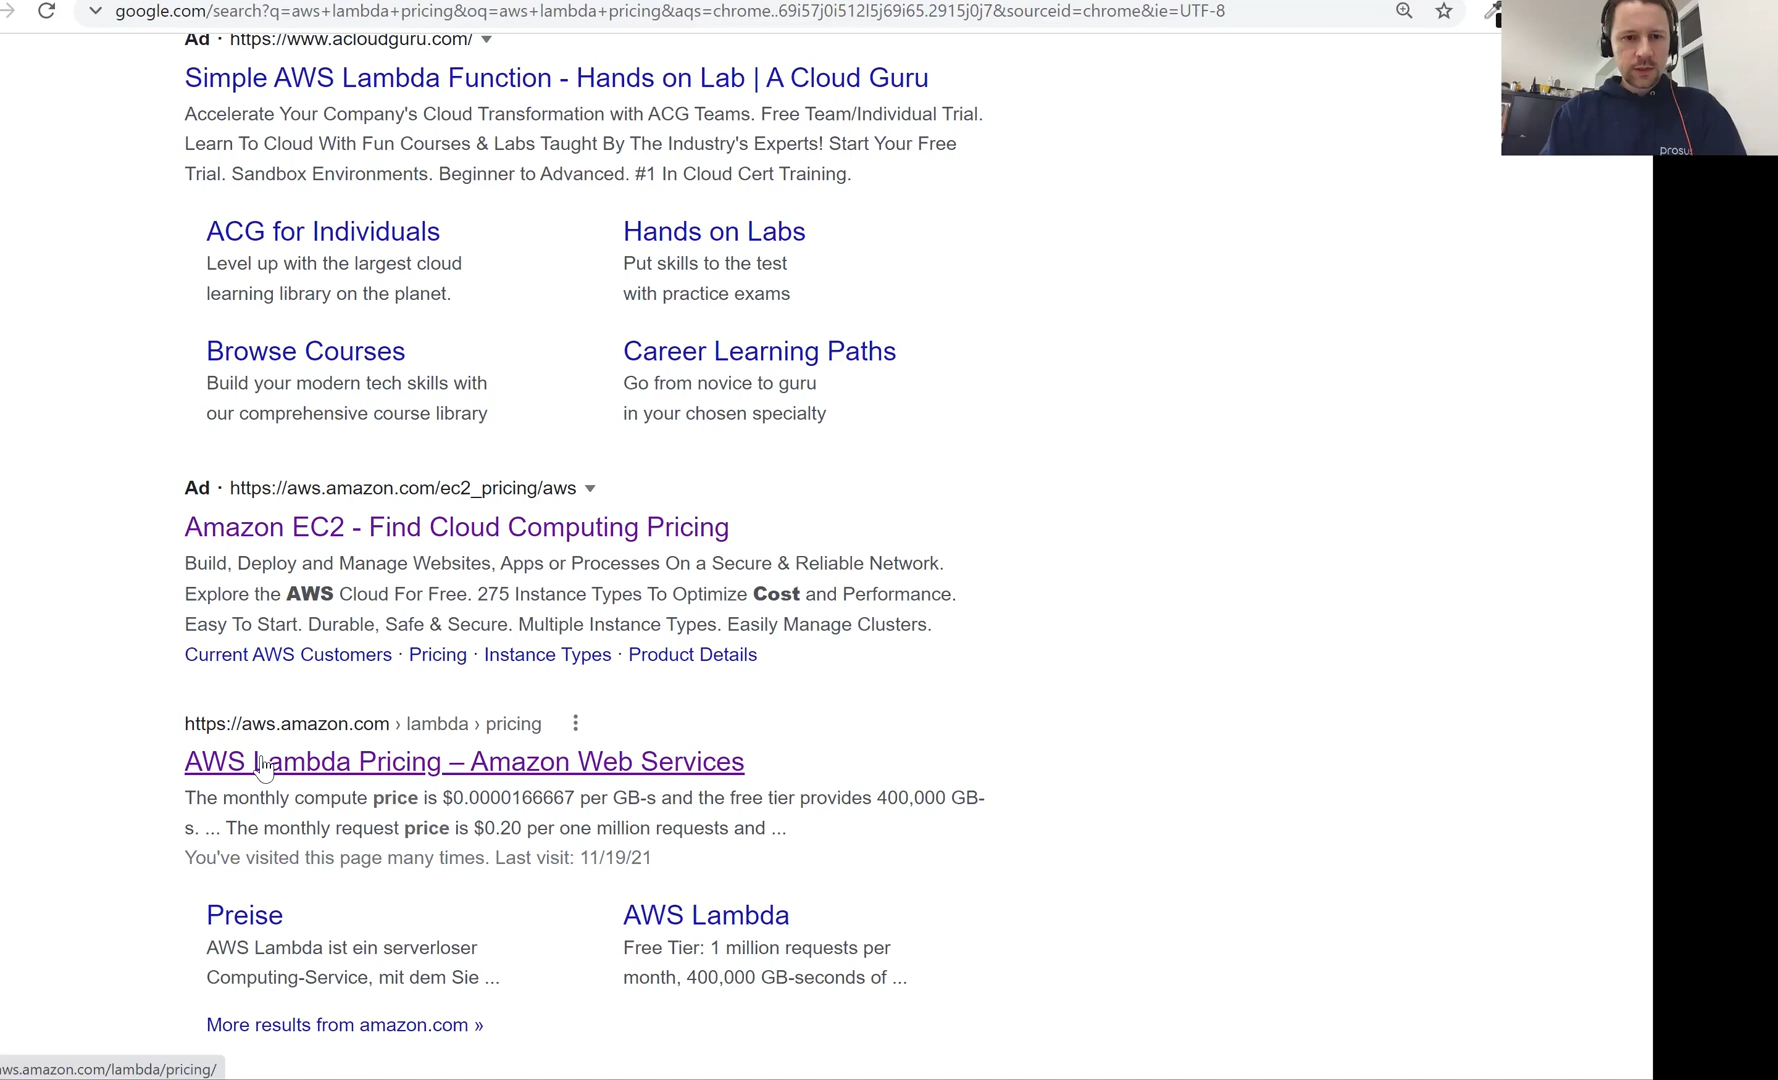 google.com/search?q=aws+lambda+pricing&oq=aws+lambda+pricing&aqs=chrome..69i57j0i512l5j69i65.2915j0j7&sourceid=chrome&ie=UTF-8
Ad · https://www.acloudguru.com/
Simple AWS Lambda Function - Hands on Lab | A Cloud Guru
Accelerate Your Company's Cloud Transformation with ACG Teams. Free Team/Individual Trial.
Learn To Cloud With Fun Courses & Labs Taught By The Industry's Experts! Start Your Free
Trial. Sandbox Environments. Beginner to Advanced. #1 In Cloud Cert Training.
ACG for Individuals
Level up with the largest cloud
learning library on the planet.
Hands on Labs
Put skills to the test
with practice exams
Browse Courses
Build your modern tech skills with
our comprehensive course library
Career Learning Paths
Go from novice to guru
in your chosen specialty
Ad · https://aws.amazon.com/ec2_pricing/aws
Amazon EC2 - Find Cloud Computing Pricing
Build, Deploy and Manage Websites, Apps or Processes On a Secure & Reliable Network.
Explore the AWS Cloud For Free. 275 Instance Types To Optimize Cost and Performance.
Easy To Start. Durable, Safe & Secure. Multiple Instance Types. Easily Manage Clusters.
Current AWS Customers · Pricing · Instance Types · Product Details
https://aws.amazon.com › lambda › pricing
AWS Lambda Pricing – Amazon Web Services
The monthly compute price is $0.0000166667 per GB-s and the free tier provides 400,000 GB-
s. ... The monthly request price is $0.20 per one million requests and ...
You've visited this page many times. Last visit: 11/19/21
Preise
AWS Lambda ist ein serverloser
Computing-Service, mit dem Sie ...
AWS Lambda
Free Tier: 1 million requests per
month, 400,000 GB-seconds of ...
More results from amazon.com »
ws.amazon.com/lambda/pricing/
prosus